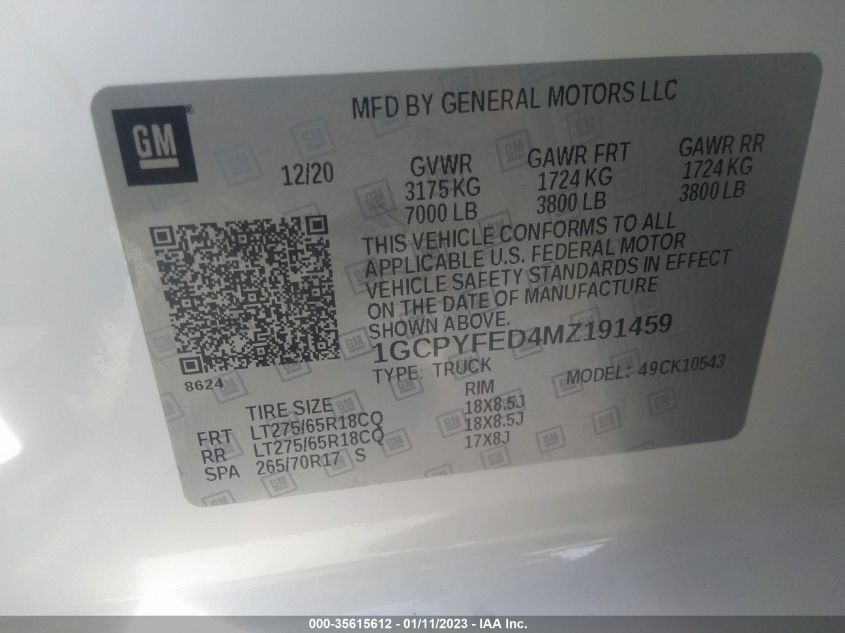 MFD BY GENERAL MOTORS LLC
GM
®
12/20
GVWR GAWR FRT GAWR RR
3175 KG 1724 KG 1724 KG
7000 LB 3800 LB 3800 LB
THIS VEHICLE CONFORMS TO ALL
APPLICABLE U.S. FEDERAL MOTOR
VEHICLE SAFETY STANDARDS IN EFFECT
ON THE DATE OF MANUFACTURE
SHOWN ABOVE.
1GCPYFED4MZ191459
8624
TYPE: TRUCK MODEL: 49CK10543
TIRE SIZE RIM
FRT LT275/65R18CQ 18X8.5J
RR LT275/65R18CQ 18X8.5J
SPA 265/70R17 S 17X8J
000-35615612 - 01/11/2023 - IAA Inc.